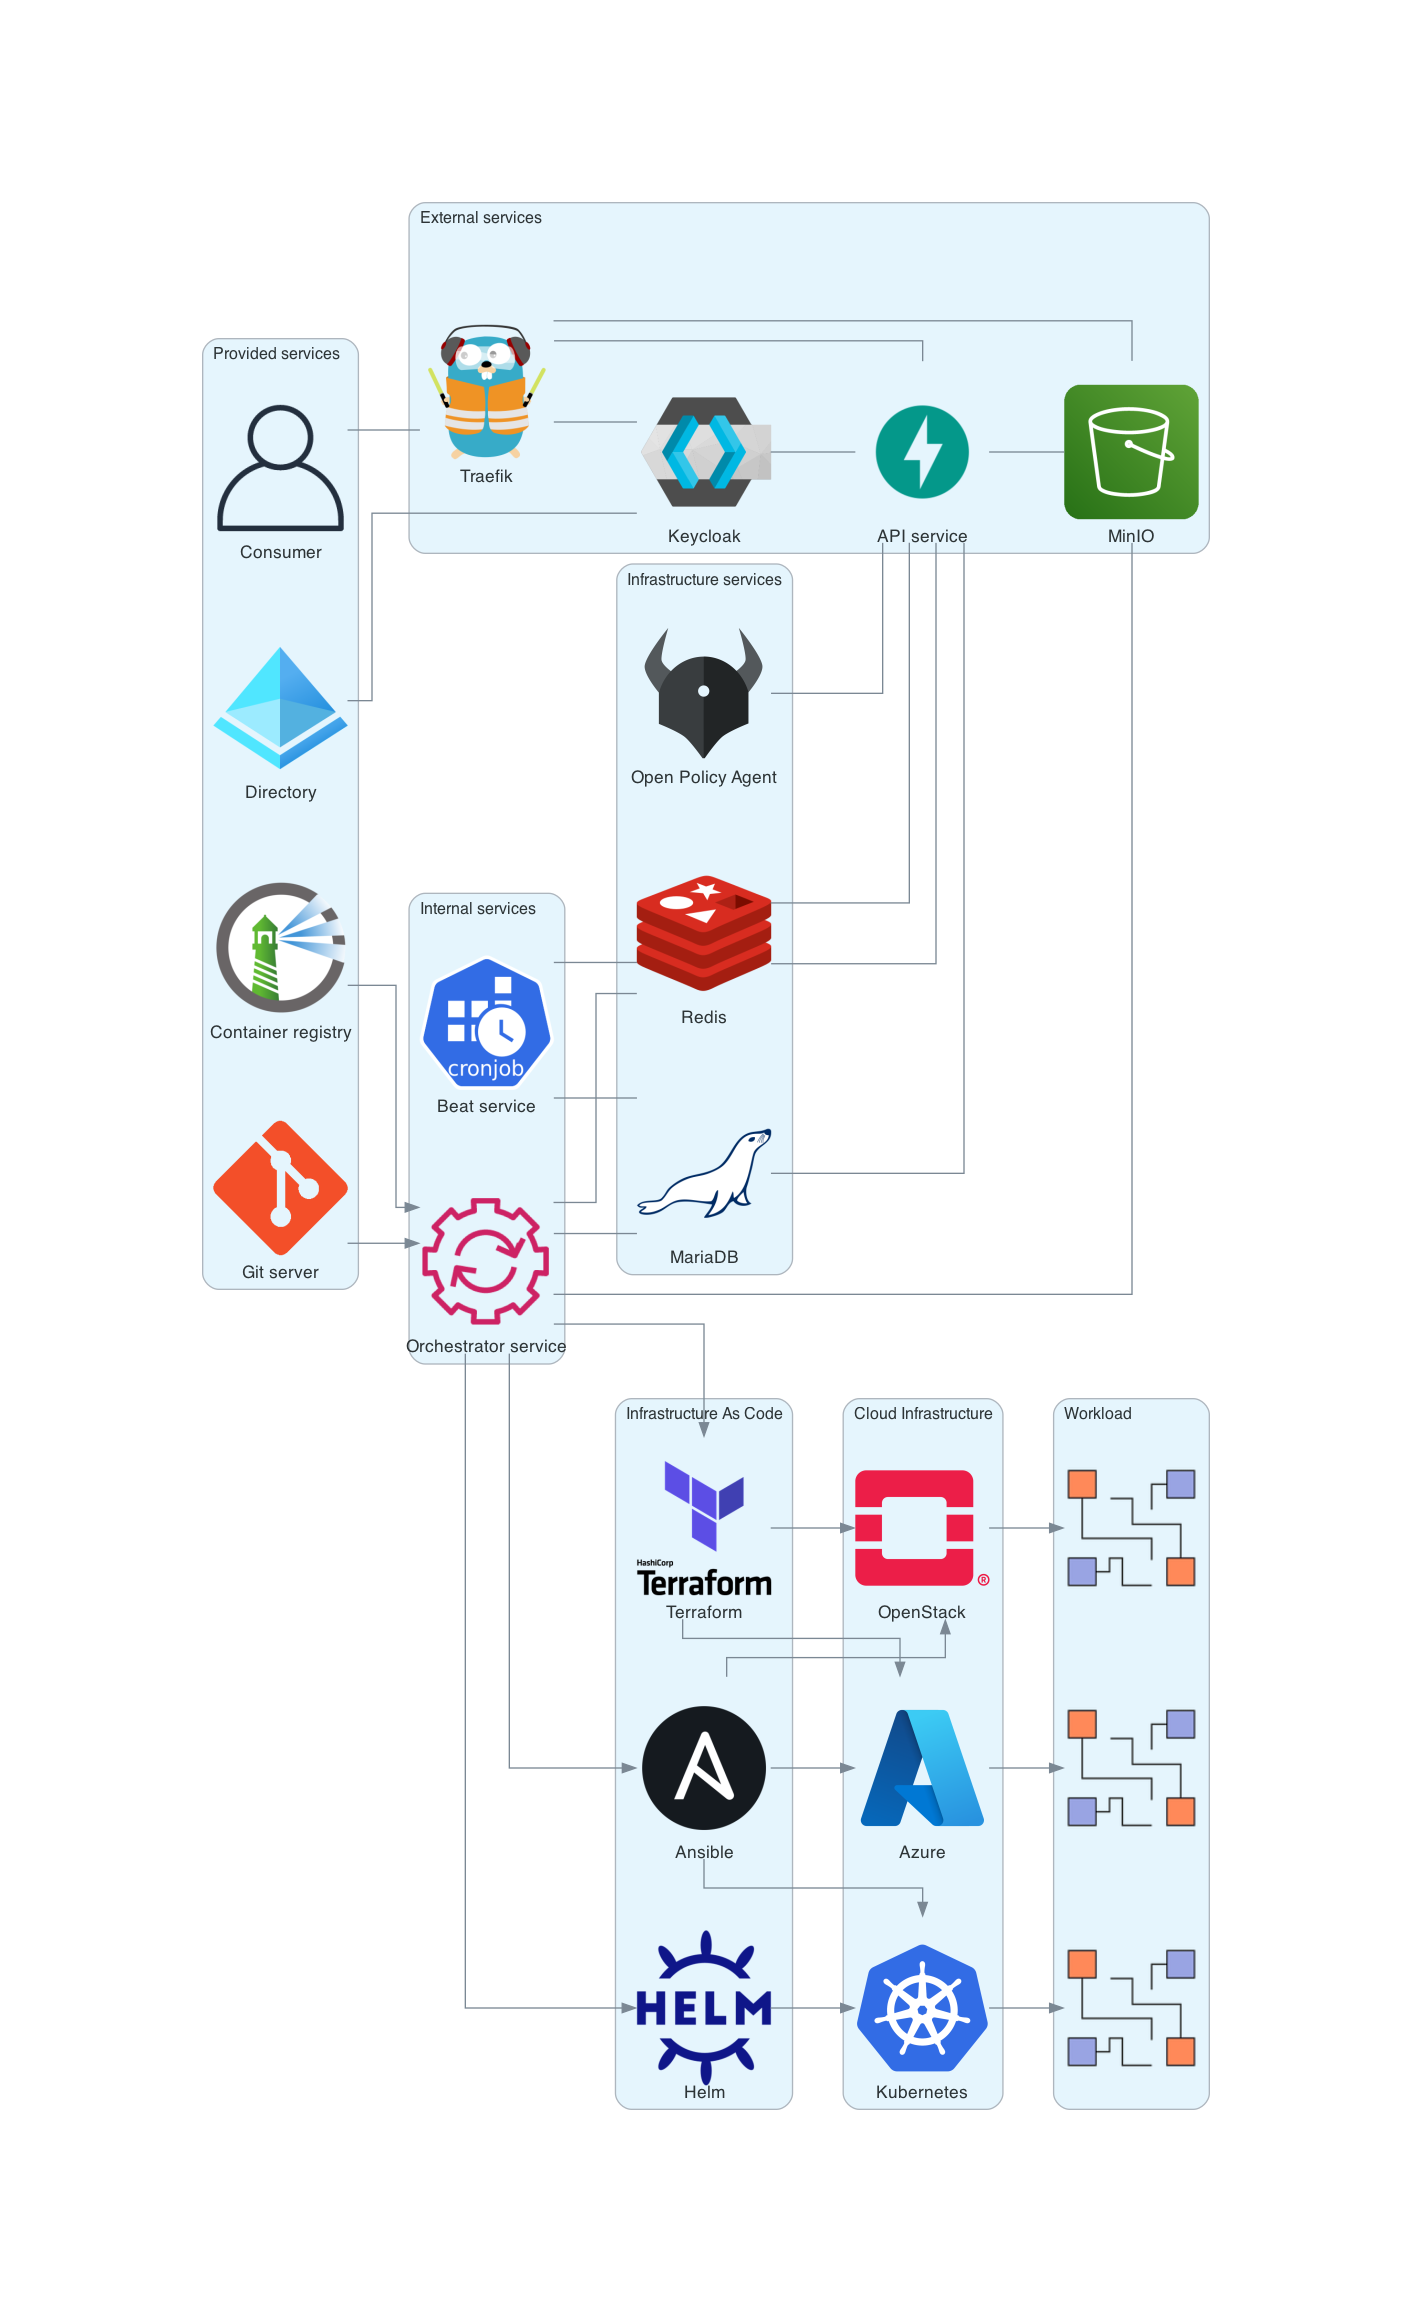 External services
Provided services
Traefik
Keycloak
API service
MinIO
Consumer
Infrastructure services
Open Policy Agent
Directory
Internal services
Redis
Container registry
cronjob
Beat service
MariaDB
Git server
Orchestrator service
Infrastructure As Code
Cloud Infrastructure
Workload
HashiCorp
Terraform
®
Terraform
OpenStack
Ansible
Azure
HELM
Helm
Kubernetes